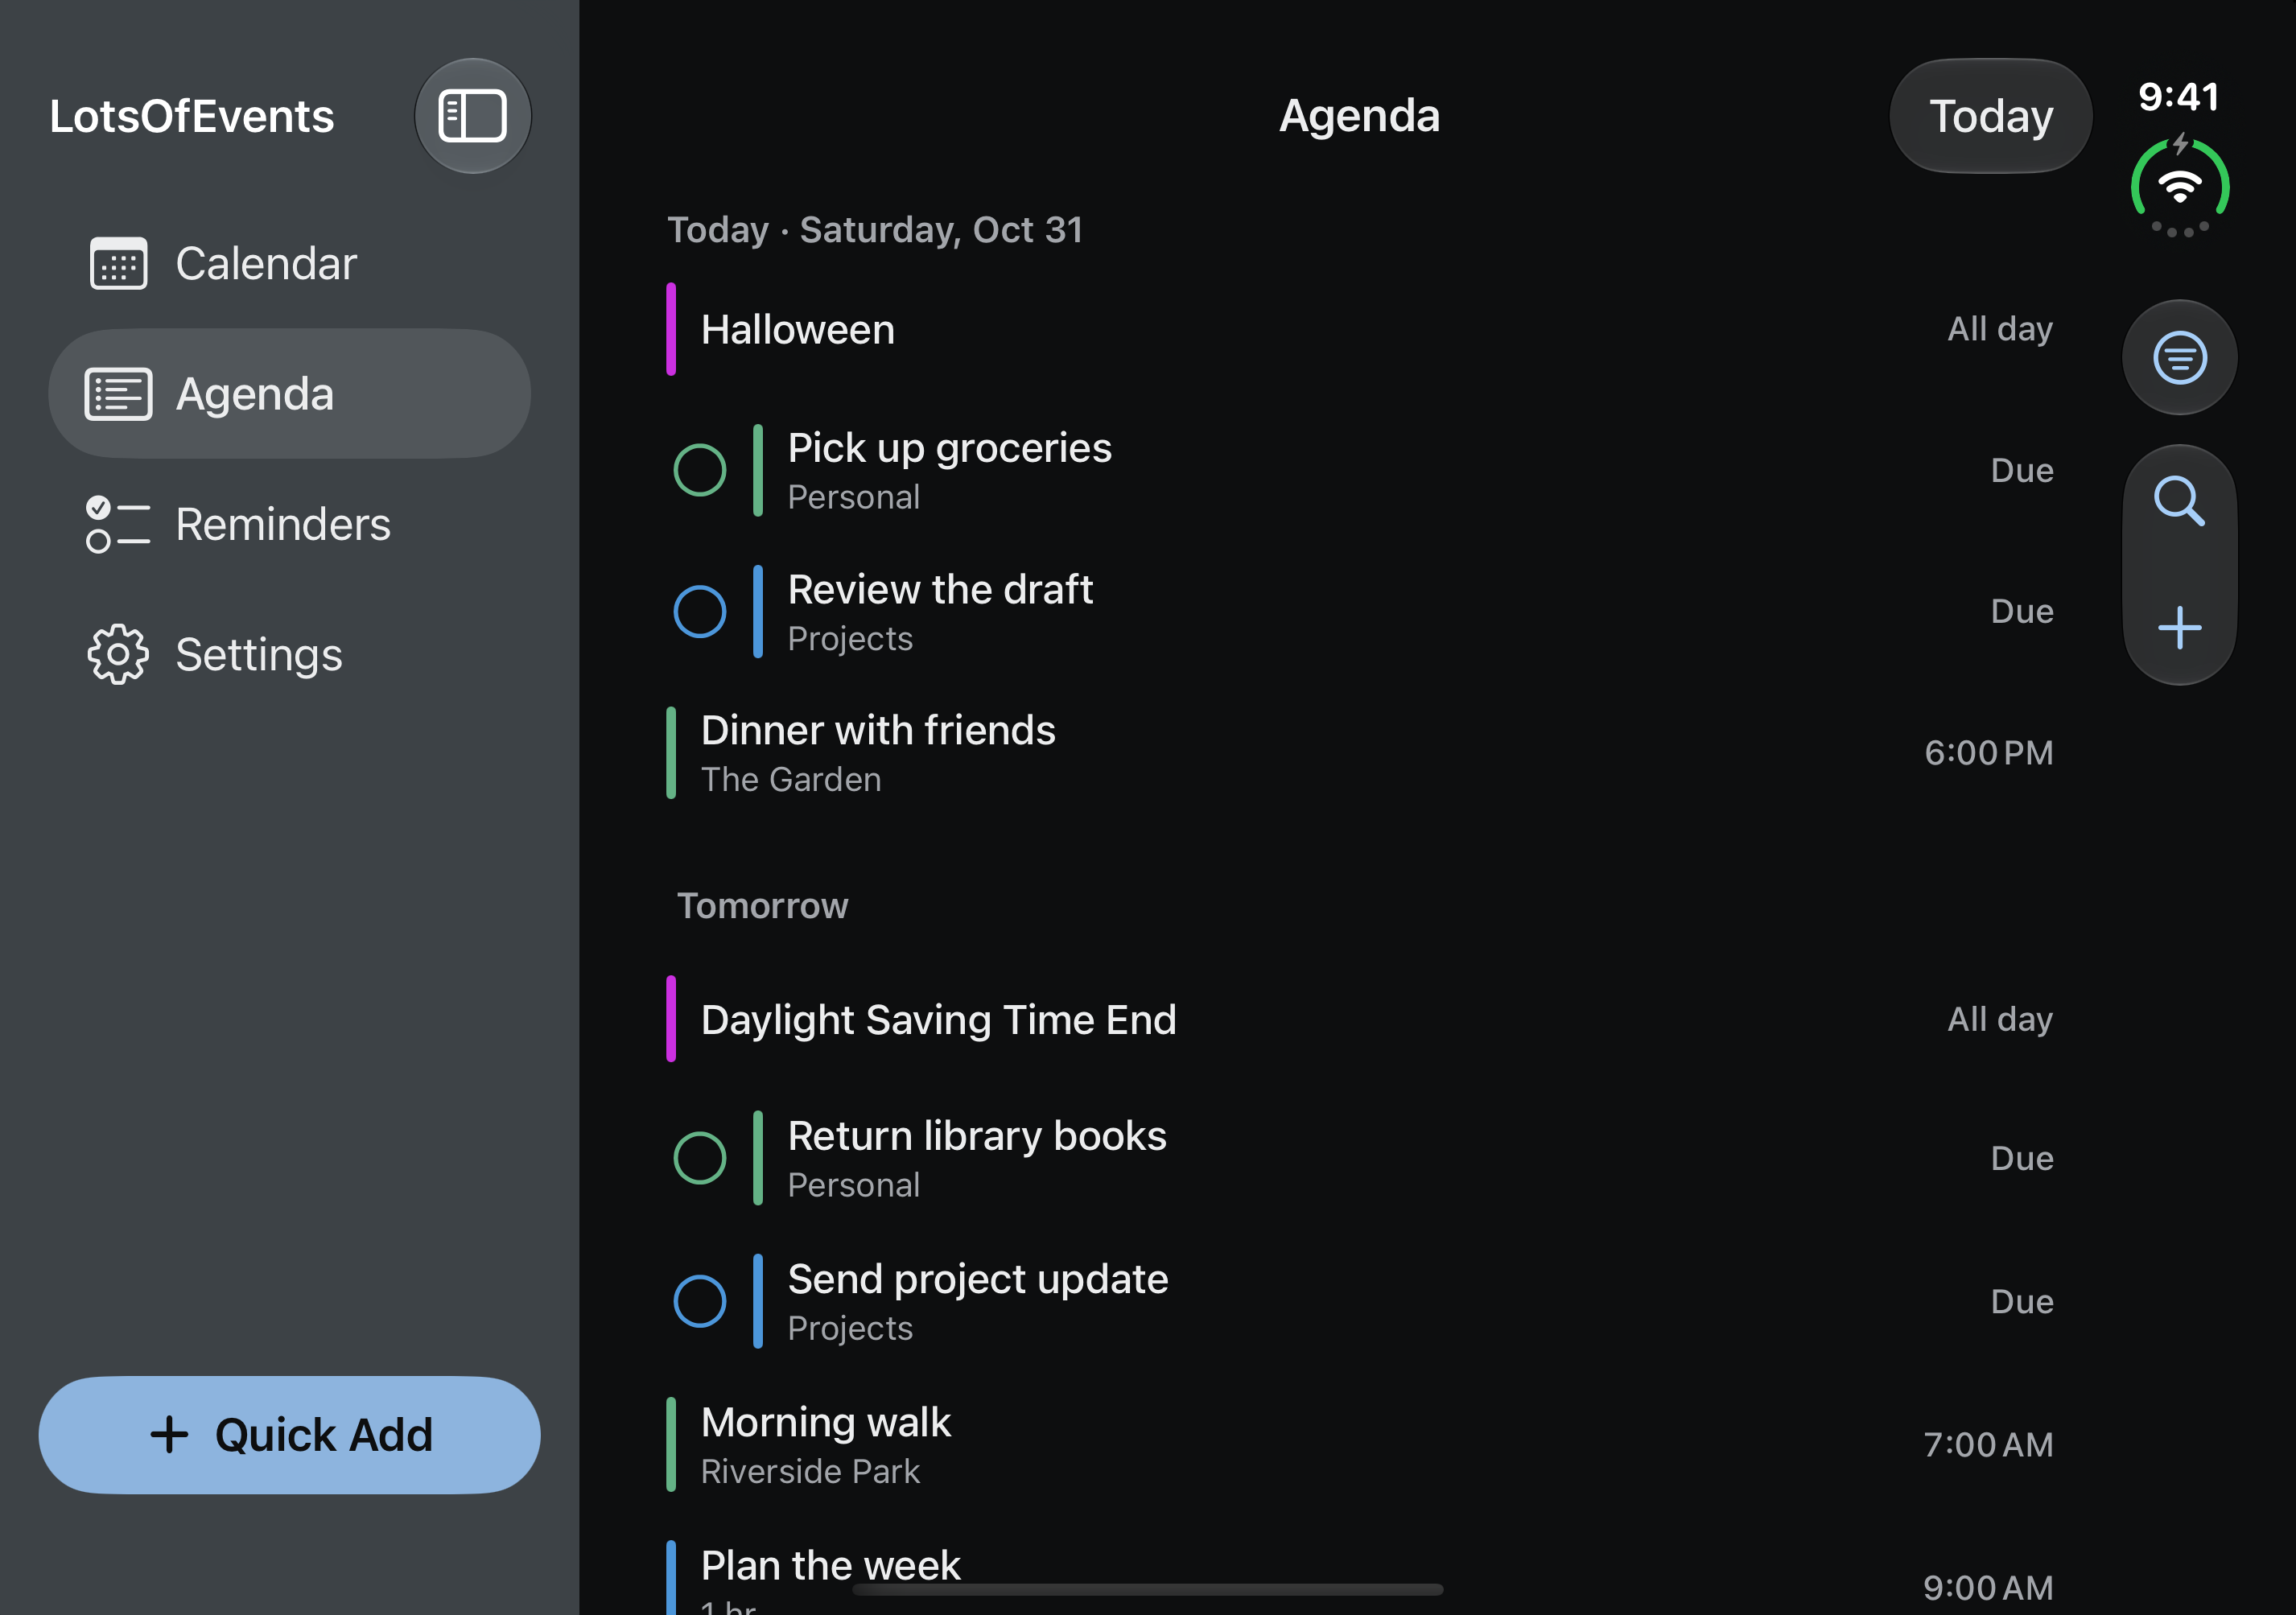 LotsOfEvents
Calendar
Agenda
Reminders
Settings
Quick Add
Agenda
Today
9:41
Today · Saturday, Oct 31
Halloween
All day
Pick up groceries
Personal
Due
Review the draft
Projects
Due
Dinner with friends
The Garden
6:00 PM
Tomorrow
Daylight Saving Time End
All day
Return library books
Personal
Due
Send project update
Projects
Due
Morning walk
Riverside Park
7:00 AM
Plan the week
1 hr
9:00 AM